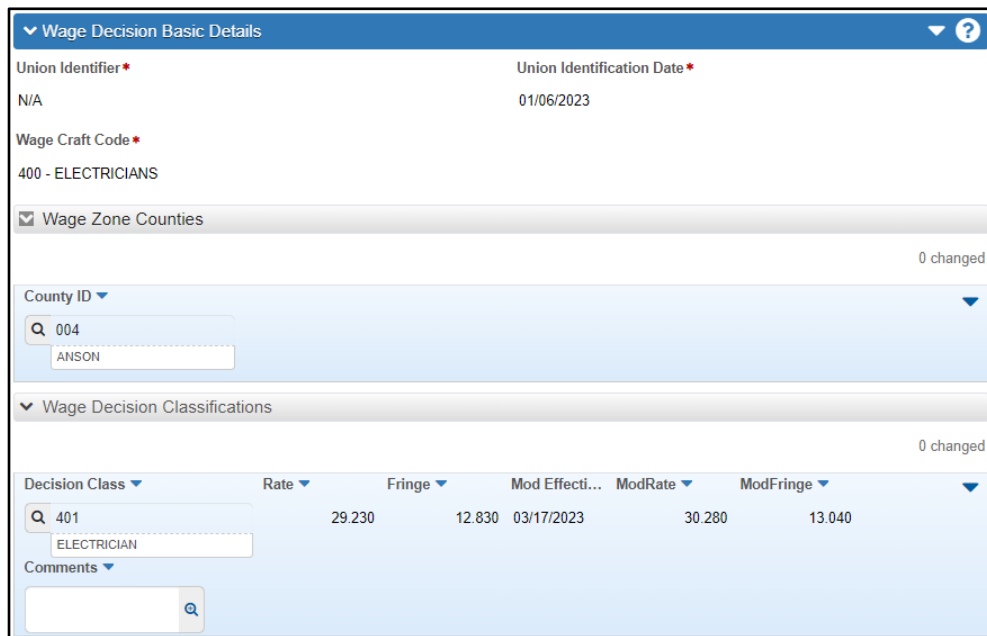 Wage Decision Basic Details
?
Union Identifier* Union Identification Date*
N/A 01/06/2023
Wage Craft Code*
400 - ELECTRICIANS
Wage Zone Counties
0 changed
County ID
004
ANSON
Wage Decision Classifications
0 changed
Decision Class Rate Fringe Mod Effecti... ModRate ModFringe
401 29.230 12.830 03/17/2023 30.280 13.040
ELECTRICIAN
Comments